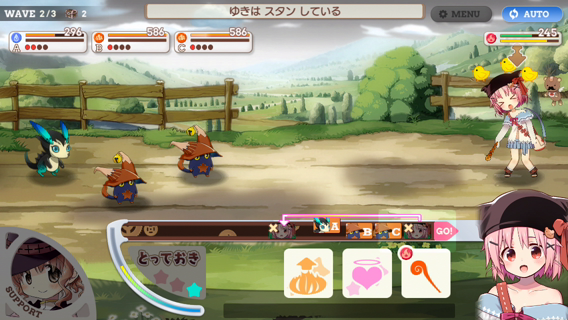 WAVE 2/3 2
ゆきは スタン している
MENU
AUTO
296
A
586
B
586
C
245
A
B
C
GO!
とっておき
SUPPORT